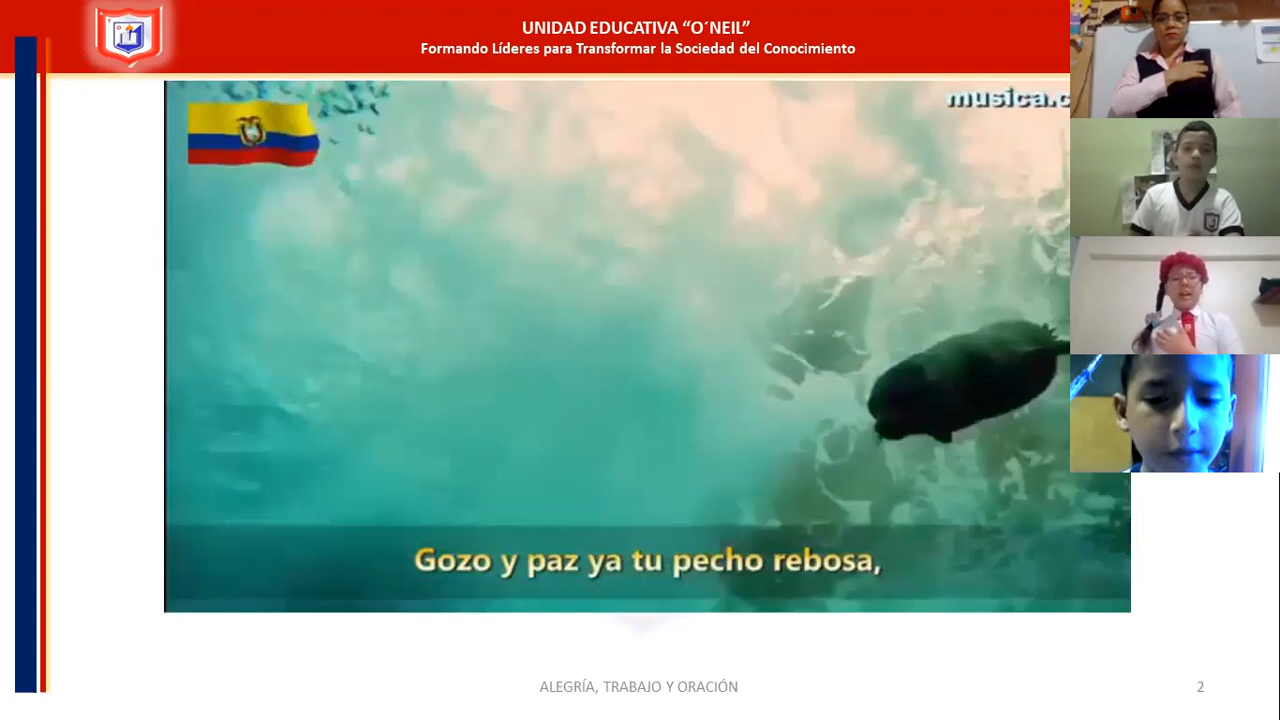 UNIDAD EDUCATIVA “O´NEIL”
Formando Líderes para Transformar la Sociedad del Conocimiento
musica.c
Gozo y paz ya tu pecho rebosa,
ALEGRÍA, TRABAJO Y ORACIÓN
2